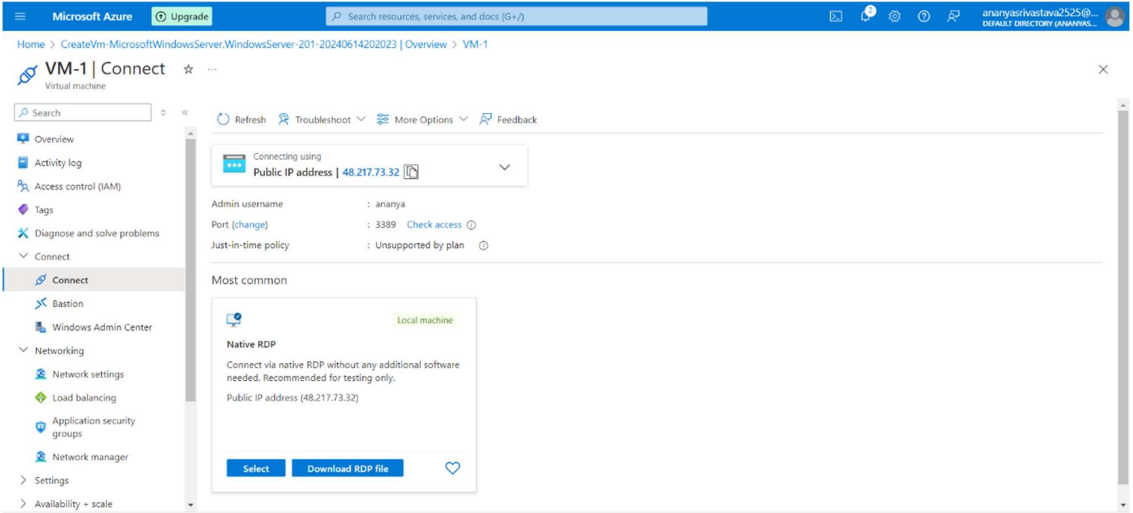 Microsoft Azure
Upgrade
Search resources, services, and docs (G+/)
2
ananyasrivastava2525@...
DEFAULT DIRECTORY (ANANYAS...
Home > CreateVm-MicrosoftWindowsServer.WindowsServer-201-20240614202023 | Overview > VM-1
VM-1 | Connect
Virtual machine
Search
Overview
Activity log
Access control (IAM)
Tags
Diagnose and solve problems
Connect
Connect
Bastion
Windows Admin Center
Networking
Network settings
Load balancing
Application security
groups
Network manager
Settings
Availability + scale
Refresh Troubleshoot More Options Feedback
Connecting using
Public IP address | 48.217.73.32
Admin username : ananya
Port (change) : 3389 Check access
Just-in-time policy : Unsupported by plan
Most common
Local machine
Native RDP
Connect via native RDP without any additional software
needed. Recommended for testing only.
Public IP address (48.217.73.32)
Select Download RDP file